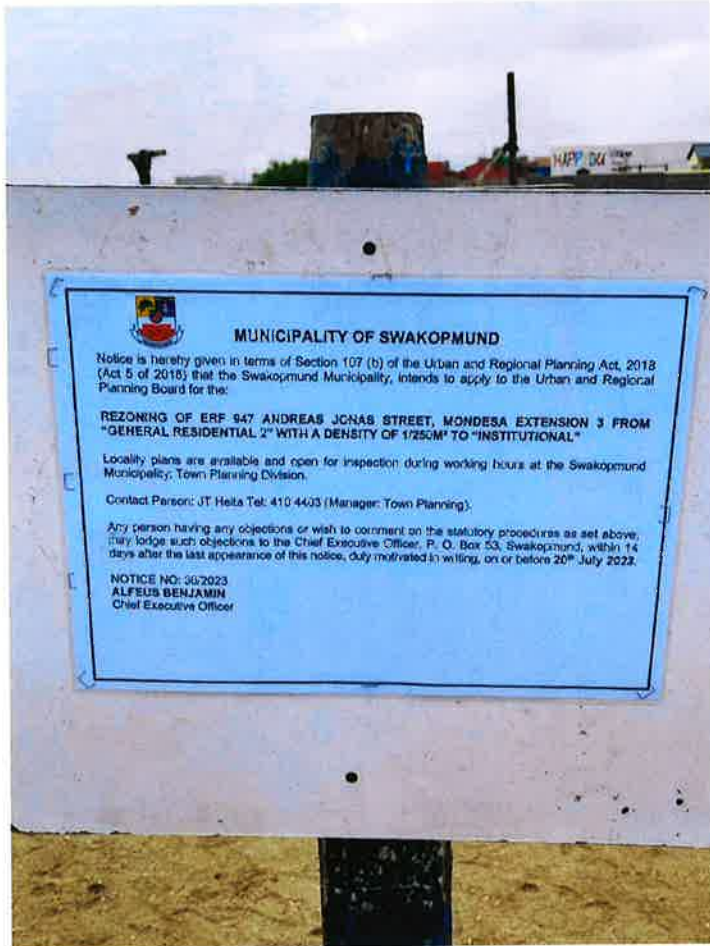 MUNICIPALITY OF SWAKOPMUND
Notice is hereby given in terms of Section 107 (b) of the Urban and Regional Planning Act, 2018
(Act 5 of 2018) that the Swakopmund Municipality, intends to apply to the Urban and Regional
Planning Board for the:
REZONING OF ERF 947 ANDREAS JONAS STREET, MONDESA EXTENSION 3 FROM
"GENERAL RESIDENTIAL 2" WITH A DENSITY OF 1/250M² TO "INSTITUTIONAL"
Locality plans are available and open for inspection during working hours at the Swakopmund
Municipality; Town Planning Division.
Contact Person: JT Heita Tel: 410 4403 (Manager: Town Planning).
Any person having any objections or wish to comment on the statutory procedures as set above,
may lodge such objections to the Chief Executive Officer, P. O. Box 53, Swakopmund, within 14
days after the last appearance of this notice, duly motivated in writing, on or before 20th July 2023.
NOTICE NO: 36/2023
ALFEUS BENJAMIN
Chief Executive Officer